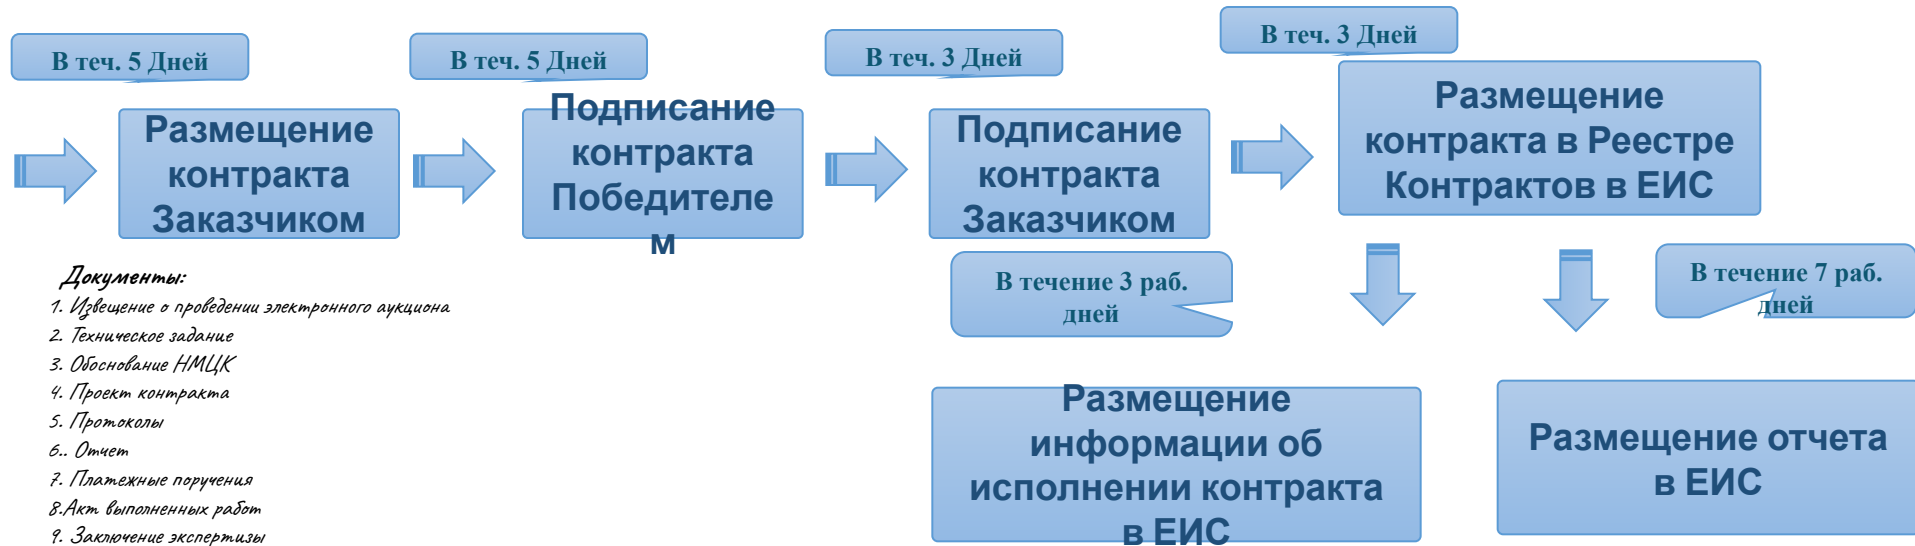 В теч. 5 Дней
В теч. 5 Дней
В теч. 3 Дней
В теч. 3 Дней
Размещение
контракта
Заказчиком
Подписание
контракта
Победителе
м
Подписание
контракта
Заказчиком
Размещение
контракта в Реестре
Контрактов в ЕИС
Документы:
1. Извещение о проведении электронного аукциона
2. Техническое задание
3. Обоснование НМЦК
4. Проект контракта
5. Протоколы
6.. Отчет
7. Платежные поручения
8.Акт выполненных работ
9. Заключение экспертизы
В течение 3 раб.
дней
В течение 7 раб.
дней
Размещение
информации об
исполнении контракта
в ЕИС
Размещение отчета
в ЕИС